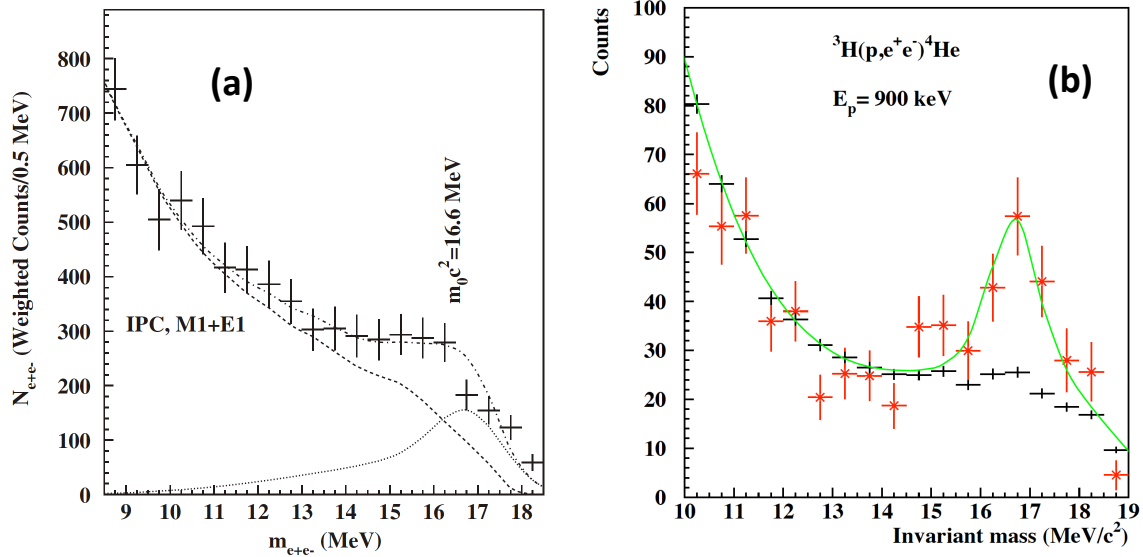 (a)
800
700
600
500
400
300
200
100
0
N e+e- (Weighted Counts/0.5 MeV)
IPC, M1+E1
m₀c²=16.6 MeV
9 10 11 12 13 14 15 16 17 18
m e+e- (MeV)
(b)
³H(p,e⁺e⁻)⁴He
E_p= 900 keV
Counts
100
90
80
70
60
50
40
30
20
10
0
10 11 12 13 14 15 16 17 18 19
Invariant mass (MeV/c²)